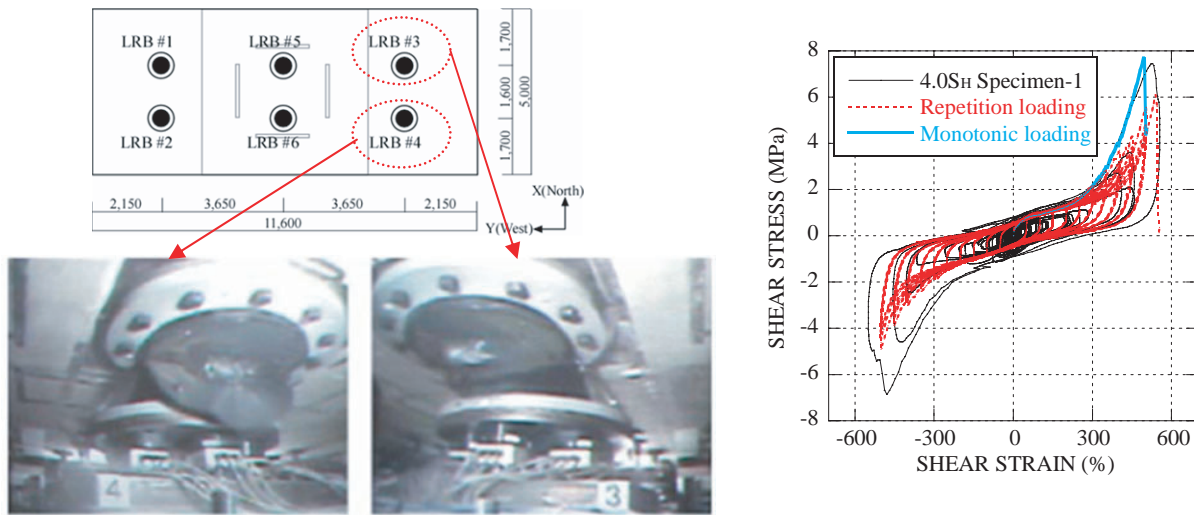 LRB #1
LRB #5
LRB #3
LRB #2
LRB #6
LRB #4
1,700
1,600
1,700
5,000
2,150
3,650
3,650
2,150
11,600
X(North)
Y(West)
4
3
8
6
4
2
0
-2
-4
-6
-8
SHEAR STRESS (MPa)
4.0SH Specimen-1
Repetition loading
Monotonic loading
-600
-300
0
300
600
SHEAR STRAIN (%)